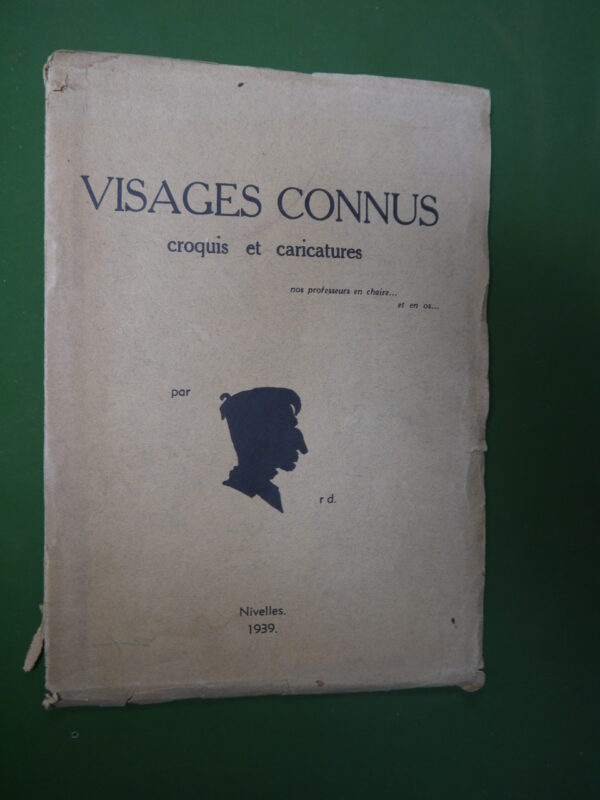 VISAGES CONNUS
croquis et caricatures
nos professeurs en chaire...
et en os...
par
r d.
Nivelles.
1939.